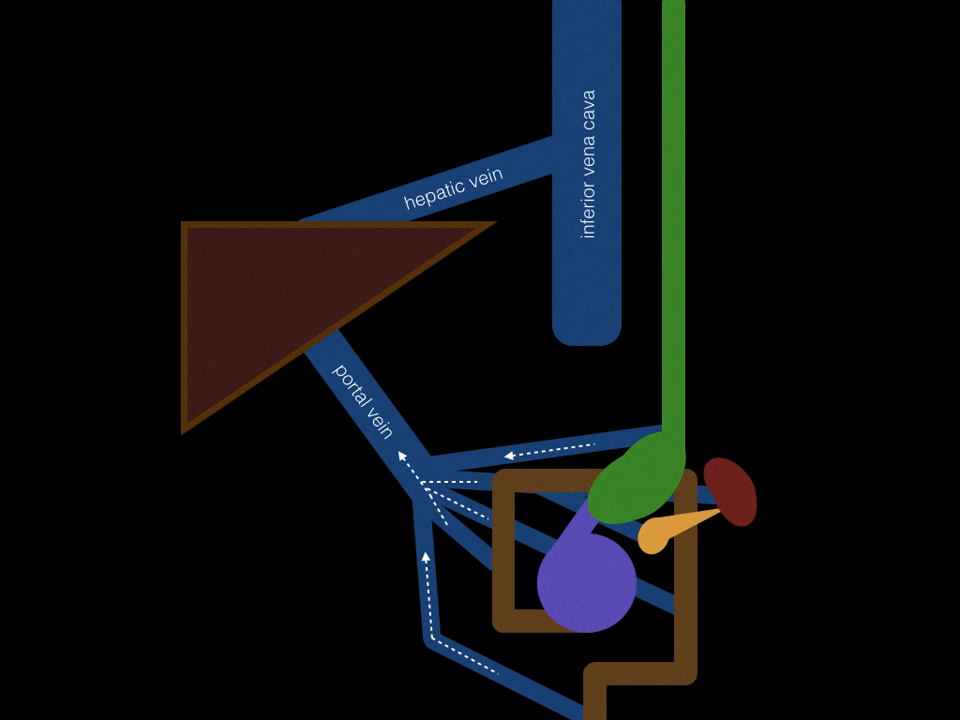 inferior vena cava
hepatic vein
portal vein